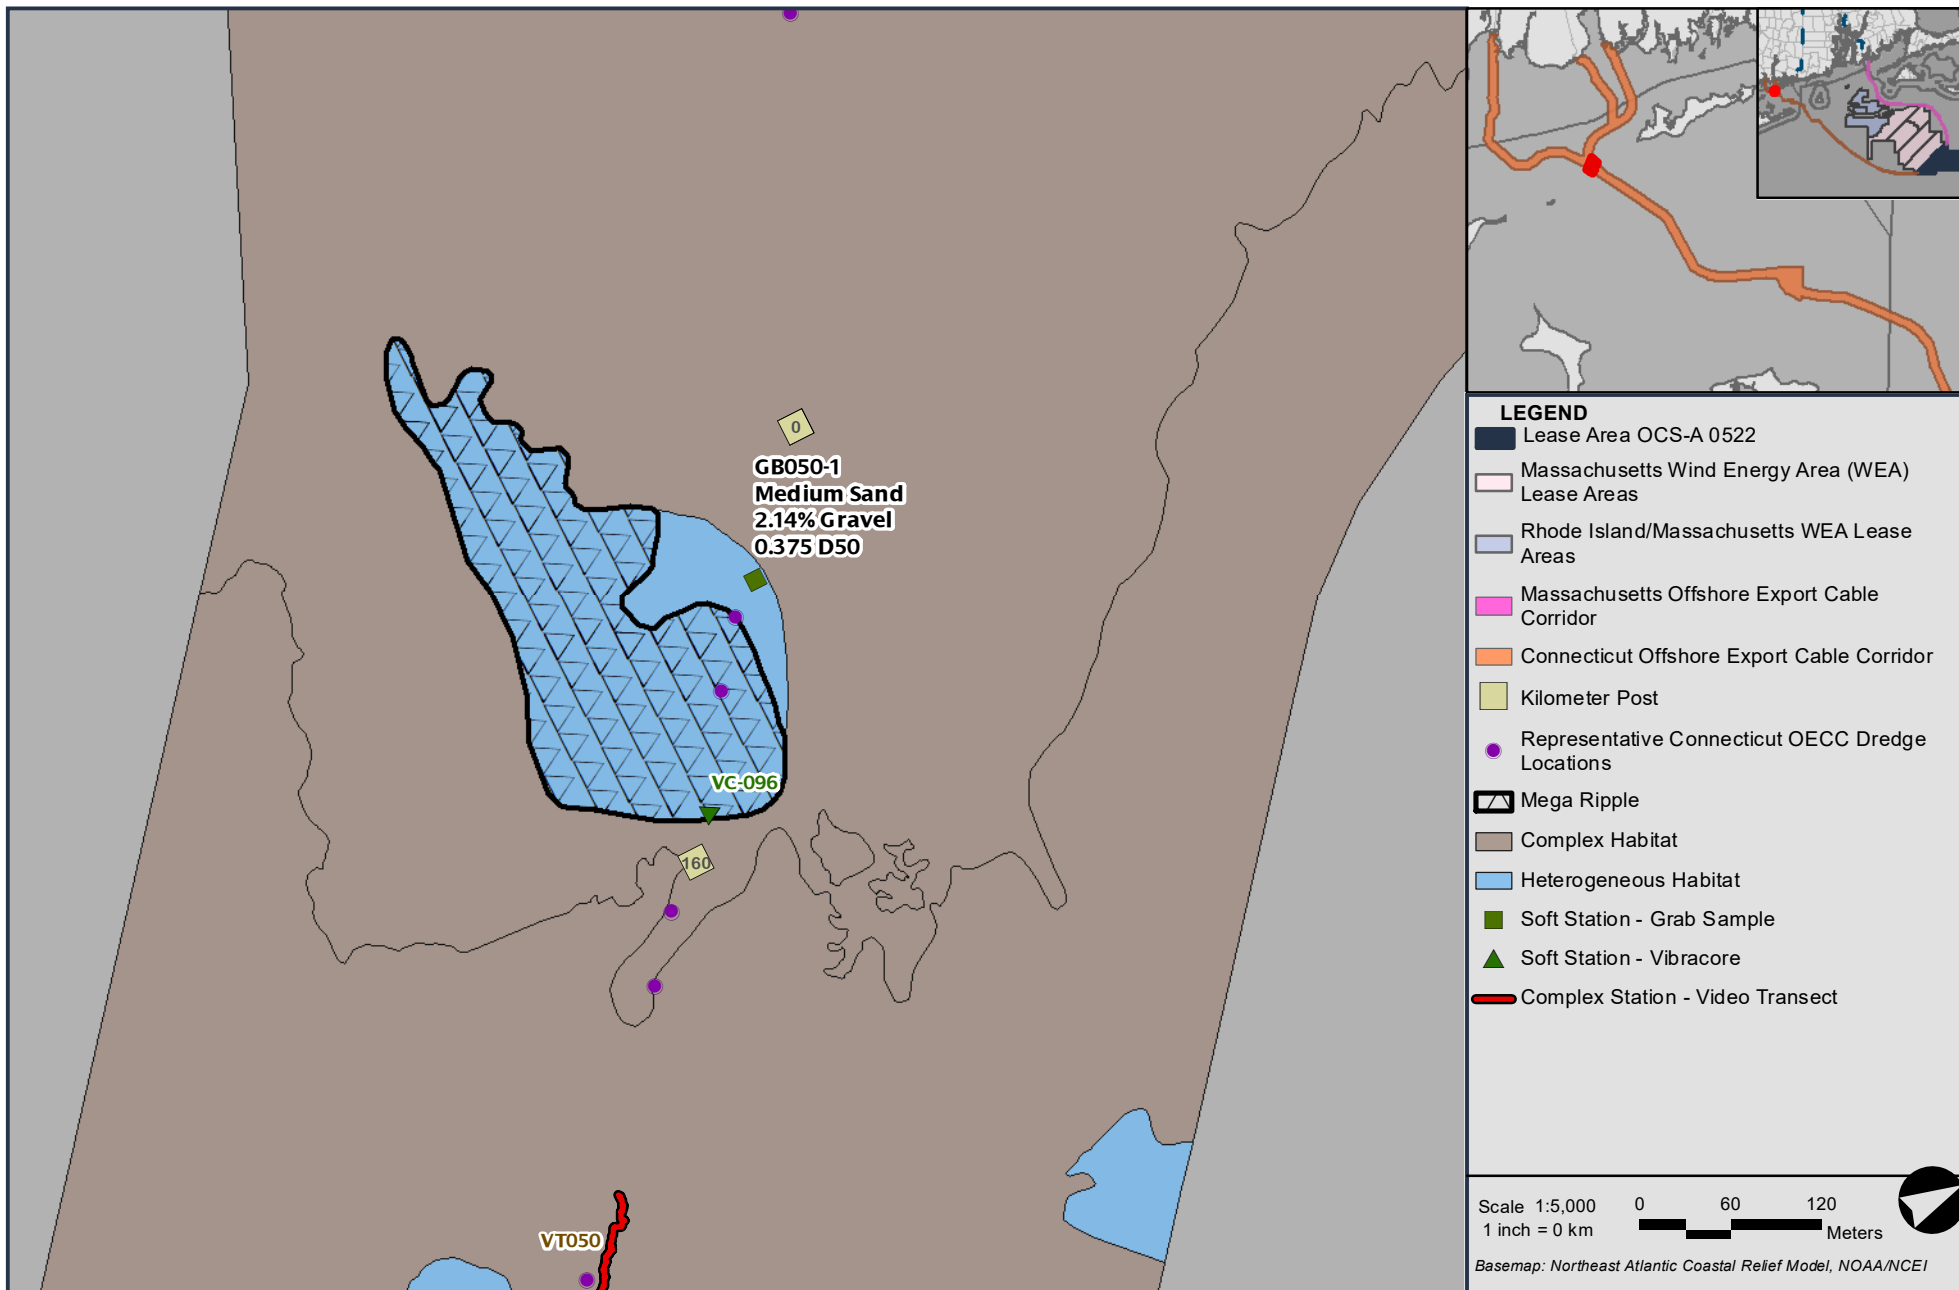 0
GB050-1
Medium Sand
2.14% Gravel
0.375 D50
VC-096
160
VT050
LEGEND
Lease Area OCS-A 0522
Massachusetts Wind Energy Area (WEA)
Lease Areas
Rhode Island/Massachusetts WEA Lease
Areas
Massachusetts Offshore Export Cable
Corridor
Connecticut Offshore Export Cable Corridor
Kilometer Post
Representative Connecticut OECC Dredge
Locations
Mega Ripple
Complex Habitat
Heterogeneous Habitat
Soft Station - Grab Sample
Soft Station - Vibracore
Complex Station - Video Transect
Scale 1:5,000
1 inch = 0 km
0 60 120
Meters
Basemap: Northeast Atlantic Coastal Relief Model, NOAA/NCEI